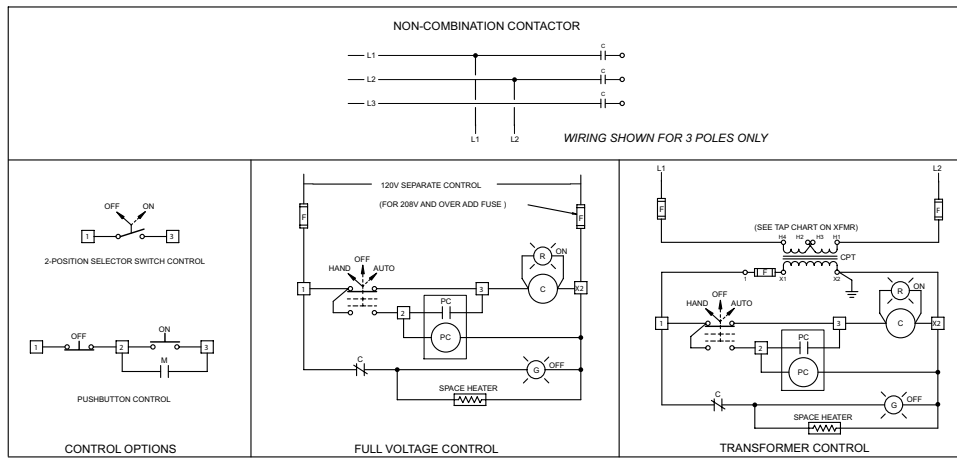 NON-COMBINATION CONTACTOR
L1
C
L2
C
L3
C
L1 L2
WIRING SHOWN FOR 3 POLES ONLY
OFF ON
1 3
2-POSITION SELECTOR SWITCH CONTROL
OFF ON
1 2 3
M
PUSHBUTTON CONTROL
CONTROL OPTIONS
120V SEPARATE CONTROL
(FOR 208V AND OVER ADD FUSE )
F F
R ON
OFF
HAND AUTO
1 3 C X2
2 PC
PC
C
G OFF
SPACE HEATER
FULL VOLTAGE CONTROL
L1 L2
F F
(SEE TAP CHART ON XFMR)
H4 H2 H3 H1
CPT
1 F X1 X2
R ON
OFF
HAND AUTO
1 3 C X2
2 PC
PC
C
G OFF
SPACE HEATER
TRANSFORMER CONTROL